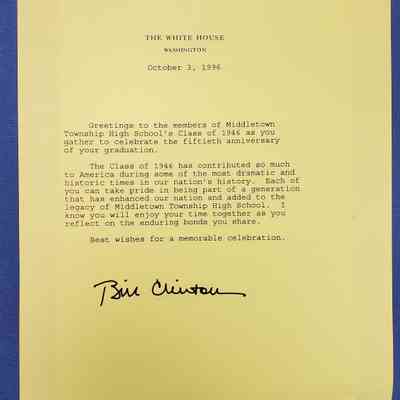 THE WHITE HOUSE
WASHINGTON
October 3, 1996
Greetings to the members of Middletown
Township High School's Class of 1946 as you
gather to celebrate the fiftieth anniversary
of your graduation.
The Class of 1946 has contributed so much
to America during some of the most dramatic and
historic times in our nation's history. Each of
you can take pride in being part of a generation
that has enhanced our nation and added to the
legacy of Middletown Township High School. I
know you will enjoy your time together as you
reflect on the enduring bonds you share.
Best wishes for a memorable celebration.
Bill Clinton